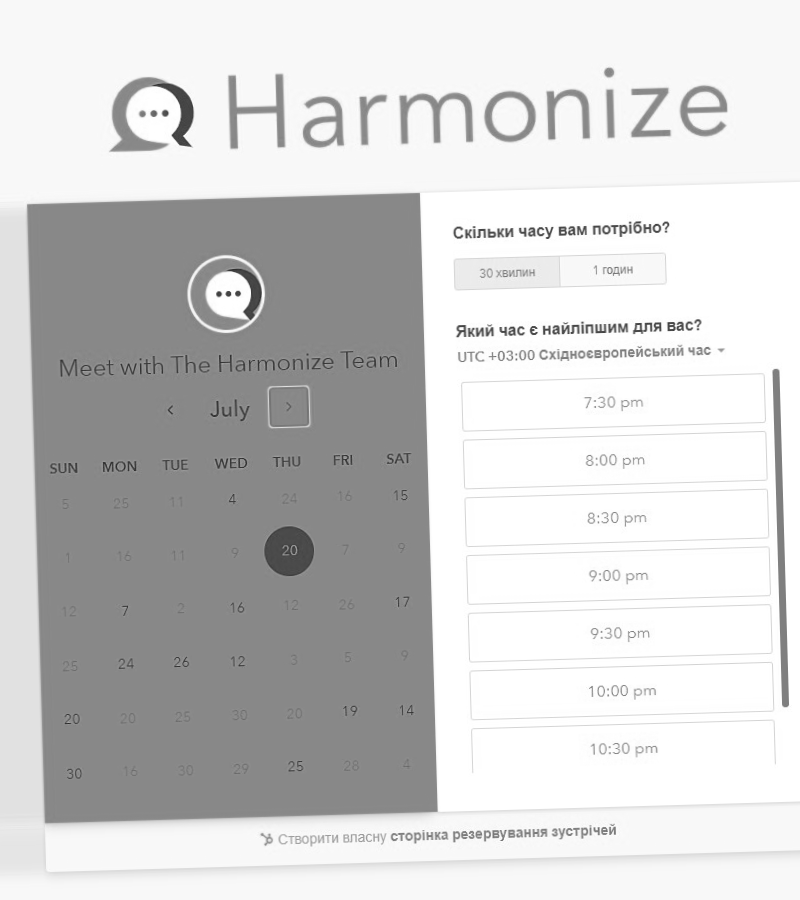 Harmonize
Meet with The Harmonize Team
July
SUN MON TUE WED THU FRI SAT
5 25 11 4 24 16 15
1 16 11 9 20 7 9
12 7 2 16 12 26 17
25 24 26 12 3 5 9
20 20 25 30 20 19 14
30 16 30 29 25 28 4
Скільки часу вам потрібно?
30 хвилин 1 годин
Який час є найліпшим для вас?
UTC +03:00 Східноєвропейський час
7:30 pm
8:00 pm
8:30 pm
9:00 pm
9:30 pm
10:00 pm
10:30 pm
Створити власну сторінка резервування зустрічей